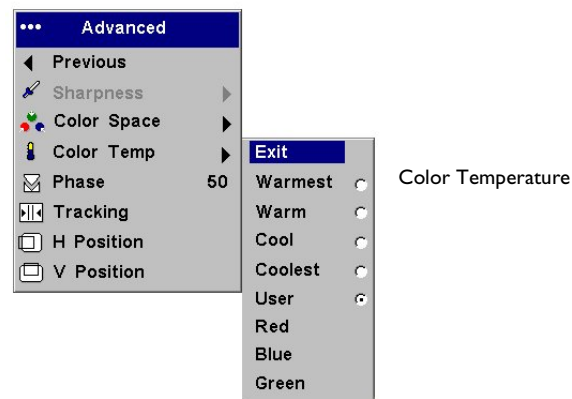 ••• Advanced
Previous
Sharpness
Color Space
Color Temp
Phase 50
Tracking
H Position
V Position
Exit
Warmest
Warm
Cool
Coolest
User
Red
Blue
Green
Color Temperature